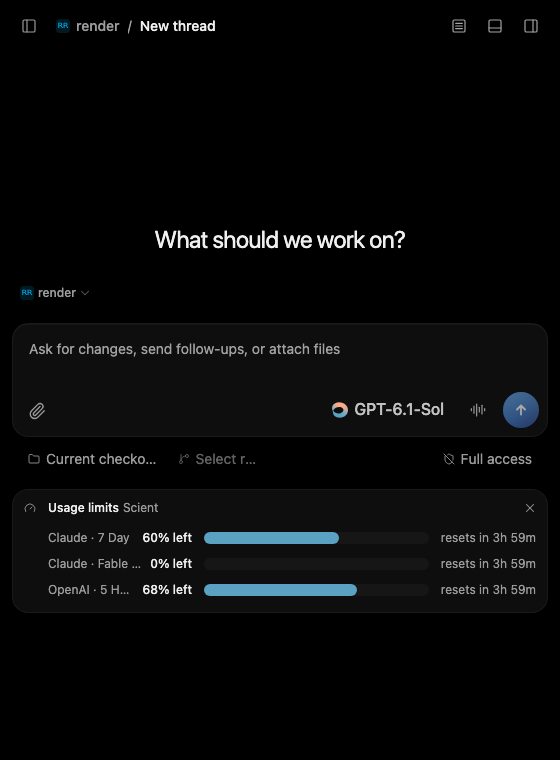 RR render / New thread
What should we work on?
RR render
Ask for changes, send follow-ups, or attach files
GPT-6.1-Sol
Current checko... Select r... Full access
Usage limits Scient
Claude · 7 Day 60% left resets in 3h 59m
Claude · Fable ... 0% left resets in 3h 59m
OpenAI · 5 H... 68% left resets in 3h 59m